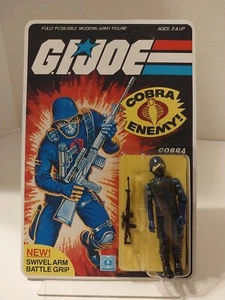 FULLY POSEABLE MODERN ARMY FIGURE
AGES: 5 & UP
G.I.JOE
COBRA
ENEMY!
COBRA
NEW!
SWIVEL ARM
BATTLE GRIP